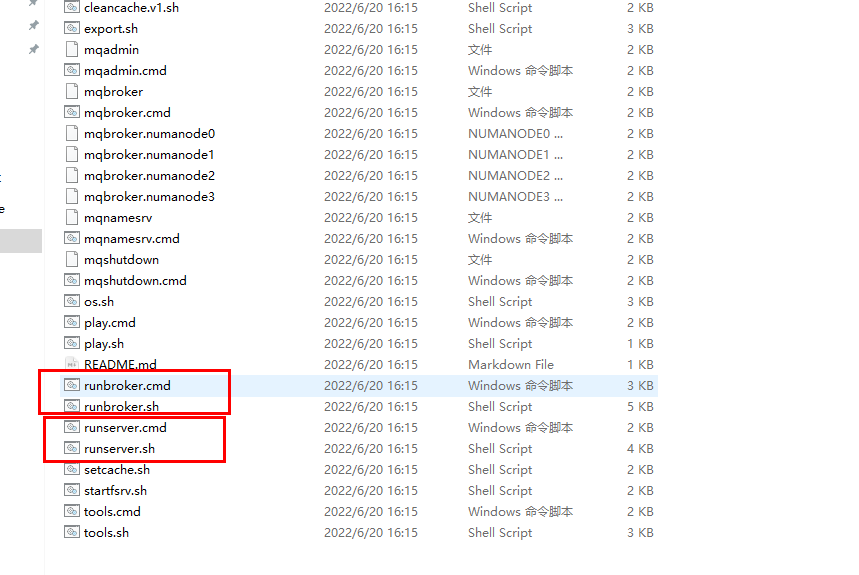 cleancache.v1.sh 2022/6/20 16:15 Shell Script 2 KB
export.sh 2022/6/20 16:15 Shell Script 3 KB
mqadmin 2022/6/20 16:15 文件 2 KB
mqadmin.cmd 2022/6/20 16:15 Windows 命令脚本 2 KB
mqbroker 2022/6/20 16:15 文件 2 KB
mqbroker.cmd 2022/6/20 16:15 Windows 命令脚本 2 KB
mqbroker.numanode0 2022/6/20 16:15 NUMANODE0 ... 2 KB
mqbroker.numanode1 2022/6/20 16:15 NUMANODE1 ... 2 KB
mqbroker.numanode2 2022/6/20 16:15 NUMANODE2 ... 2 KB
mqbroker.numanode3 2022/6/20 16:15 NUMANODE3 ... 2 KB
mqnamesrv 2022/6/20 16:15 文件 2 KB
mqnamesrv.cmd 2022/6/20 16:15 Windows 命令脚本 2 KB
mqshutdown 2022/6/20 16:15 文件 2 KB
mqshutdown.cmd 2022/6/20 16:15 Windows 命令脚本 2 KB
os.sh 2022/6/20 16:15 Shell Script 3 KB
play.cmd 2022/6/20 16:15 Windows 命令脚本 2 KB
play.sh 2022/6/20 16:15 Shell Script 1 KB
README.md 2022/6/20 16:15 Markdown File 1 KB
runbroker.cmd 2022/6/20 16:15 Windows 命令脚本 3 KB
runbroker.sh 2022/6/20 16:15 Shell Script 5 KB
runserver.cmd 2022/6/20 16:15 Windows 命令脚本 2 KB
runserver.sh 2022/6/20 16:15 Shell Script 4 KB
setcache.sh 2022/6/20 16:15 Shell Script 2 KB
startfsrv.sh 2022/6/20 16:15 Shell Script 2 KB
tools.cmd 2022/6/20 16:15 Windows 命令脚本 2 KB
tools.sh 2022/6/20 16:15 Shell Script 3 KB